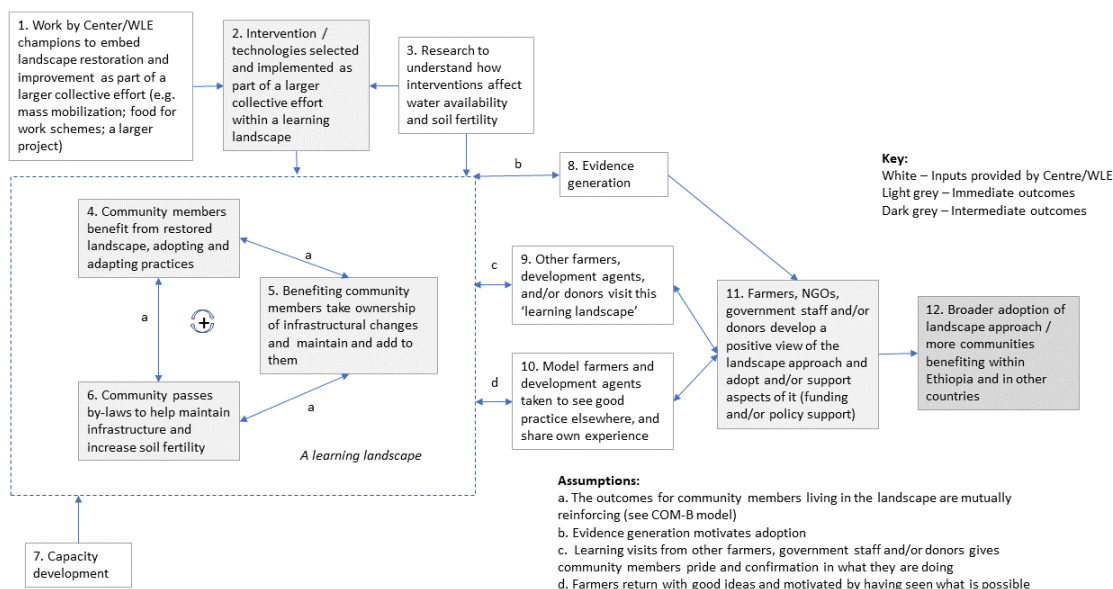 1. Work by Center/WLE
champions to embed
landscape restoration and
improvement as part of a
larger collective effort (e.g.
mass mobilization; food for
work schemes; a larger
project)
2. Intervention /
technologies selected
and implemented as
part of a larger
collective effort
within a learning
landscape
3. Research to
understand how
interventions affect
water availability
and soil fertility
b
8. Evidence
generation
Key:
White – Inputs provided by Centre/WLE
Light grey – Immediate outcomes
Dark grey – Intermediate outcomes
4. Community members
benefit from restored
landscape, adopting and
adapting practices
a
5. Benefiting community
members take ownership
of infrastructural changes
and maintain and add to
them
a
+
6. Community passes
by-laws to help maintain
infrastructure and
increase soil fertility
a
A learning landscape
c
9. Other farmers,
development agents,
and/or donors visit this
‘learning landscape’
d
10. Model farmers and
development agents
taken to see good
practice elsewhere, and
share own experience
11. Farmers, NGOs,
government staff and/or
donors develop a
positive view of the
landscape approach and
adopt and/or support
aspects of it (funding
and/or policy support)
12. Broader adoption of
landscape approach /
more communities
benefiting within
Ethiopia and in other
countries
7. Capacity
development
Assumptions:
a. The outcomes for community members living in the landscape are mutually
reinforcing (see COM-B model)
b. Evidence generation motivates adoption
c. Learning visits from other farmers, government staff and/or donors gives
community members pride and confirmation in what they are doing
d. Farmers return with good ideas and motivated by having seen what is possible